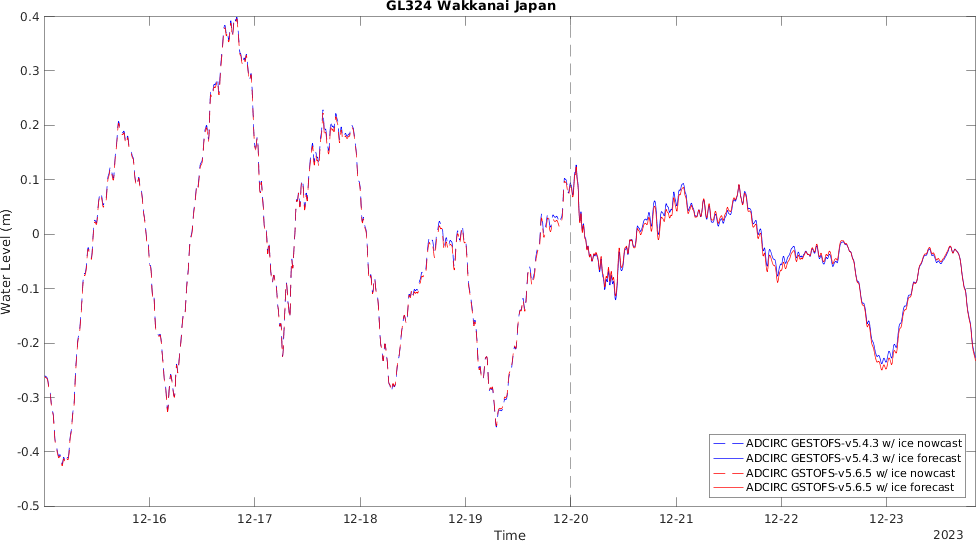 GL324 Wakkanai Japan
0.4
0.3
0.2
0.1
0
-0.1
-0.2
-0.3
-0.4
-0.5
Water Level (m)
ADCIRC GESTOFS-v5.4.3 w/ ice nowcast
ADCIRC GESTOFS-v5.4.3 w/ ice forecast
ADCIRC GSTOFS-v5.6.5 w/ ice nowcast
ADCIRC GSTOFS-v5.6.5 w/ ice forecast
12-16 12-17 12-18 12-19 12-20 12-21 12-22 12-23
Time
2023